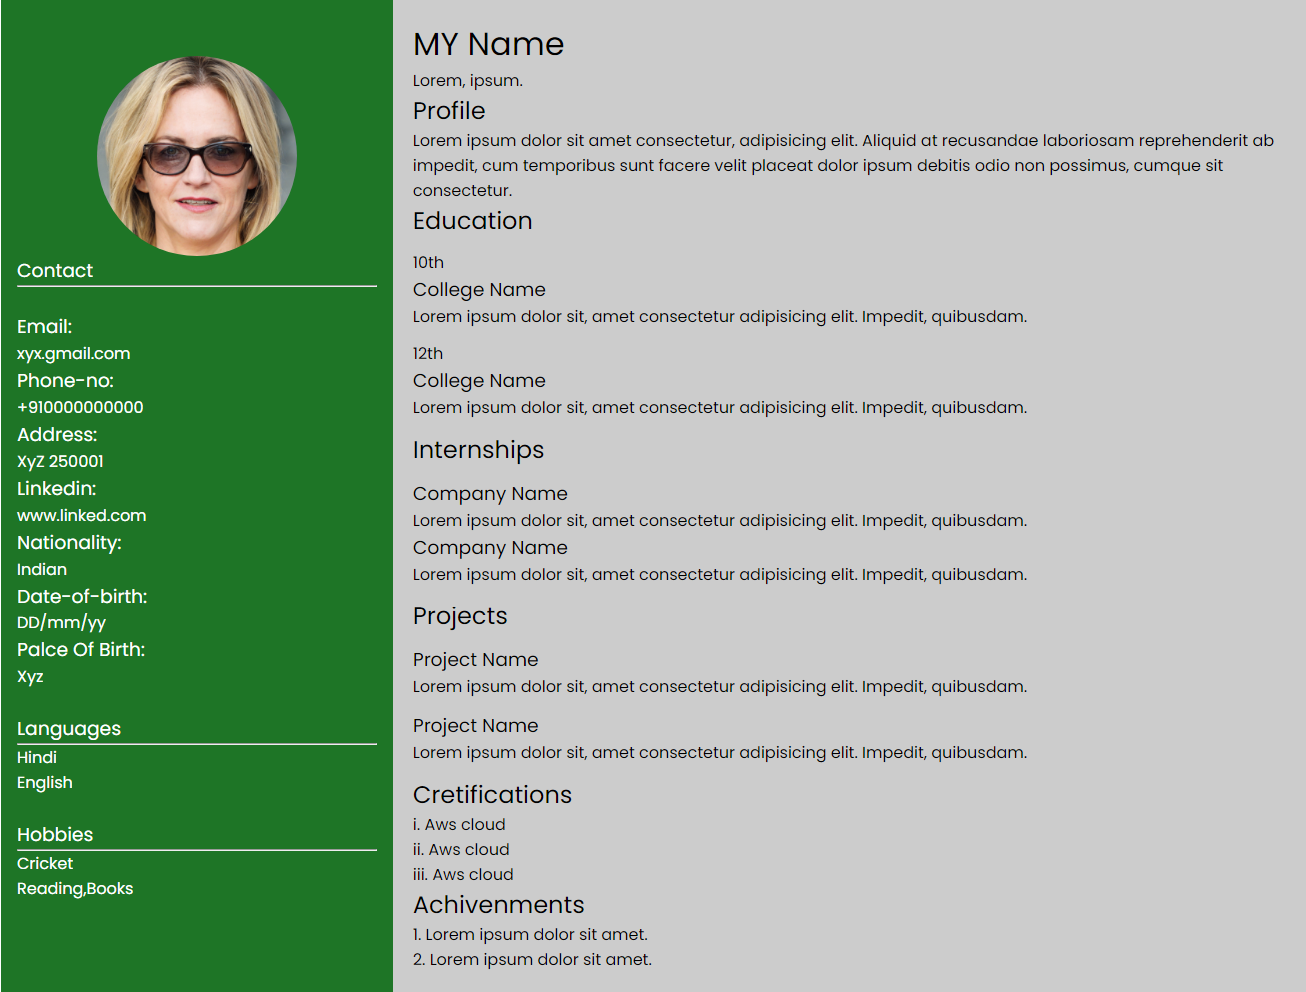 Contact
Email:
xyx.gmail.com
Phone-no:
+910000000000
Address:
XyZ 250001
Linkedin:
www.linked.com
Nationality:
Indian
Date-of-birth:
DD/mm/yy
Palce Of Birth:
Xyz
Languages
Hindi
English
Hobbies
Cricket
Reading,Books
MY Name
Lorem, ipsum.
Profile
Lorem ipsum dolor sit amet consectetur, adipisicing elit. Aliquid at recusandae laboriosam reprehenderit ab
impedit, cum temporibus sunt facere velit placeat dolor ipsum debitis odio non possimus, cumque sit
consectetur.
Education
10th
College Name
Lorem ipsum dolor sit, amet consectetur adipisicing elit. Impedit, quibusdam.
12th
College Name
Lorem ipsum dolor sit, amet consectetur adipisicing elit. Impedit, quibusdam.
Internships
Company Name
Lorem ipsum dolor sit, amet consectetur adipisicing elit. Impedit, quibusdam.
Company Name
Lorem ipsum dolor sit, amet consectetur adipisicing elit. Impedit, quibusdam.
Projects
Project Name
Lorem ipsum dolor sit, amet consectetur adipisicing elit. Impedit, quibusdam.
Project Name
Lorem ipsum dolor sit, amet consectetur adipisicing elit. Impedit, quibusdam.
Cretifications
i. Aws cloud
ii. Aws cloud
iii. Aws cloud
Achivenments
1. Lorem ipsum dolor sit amet.
2. Lorem ipsum dolor sit amet.